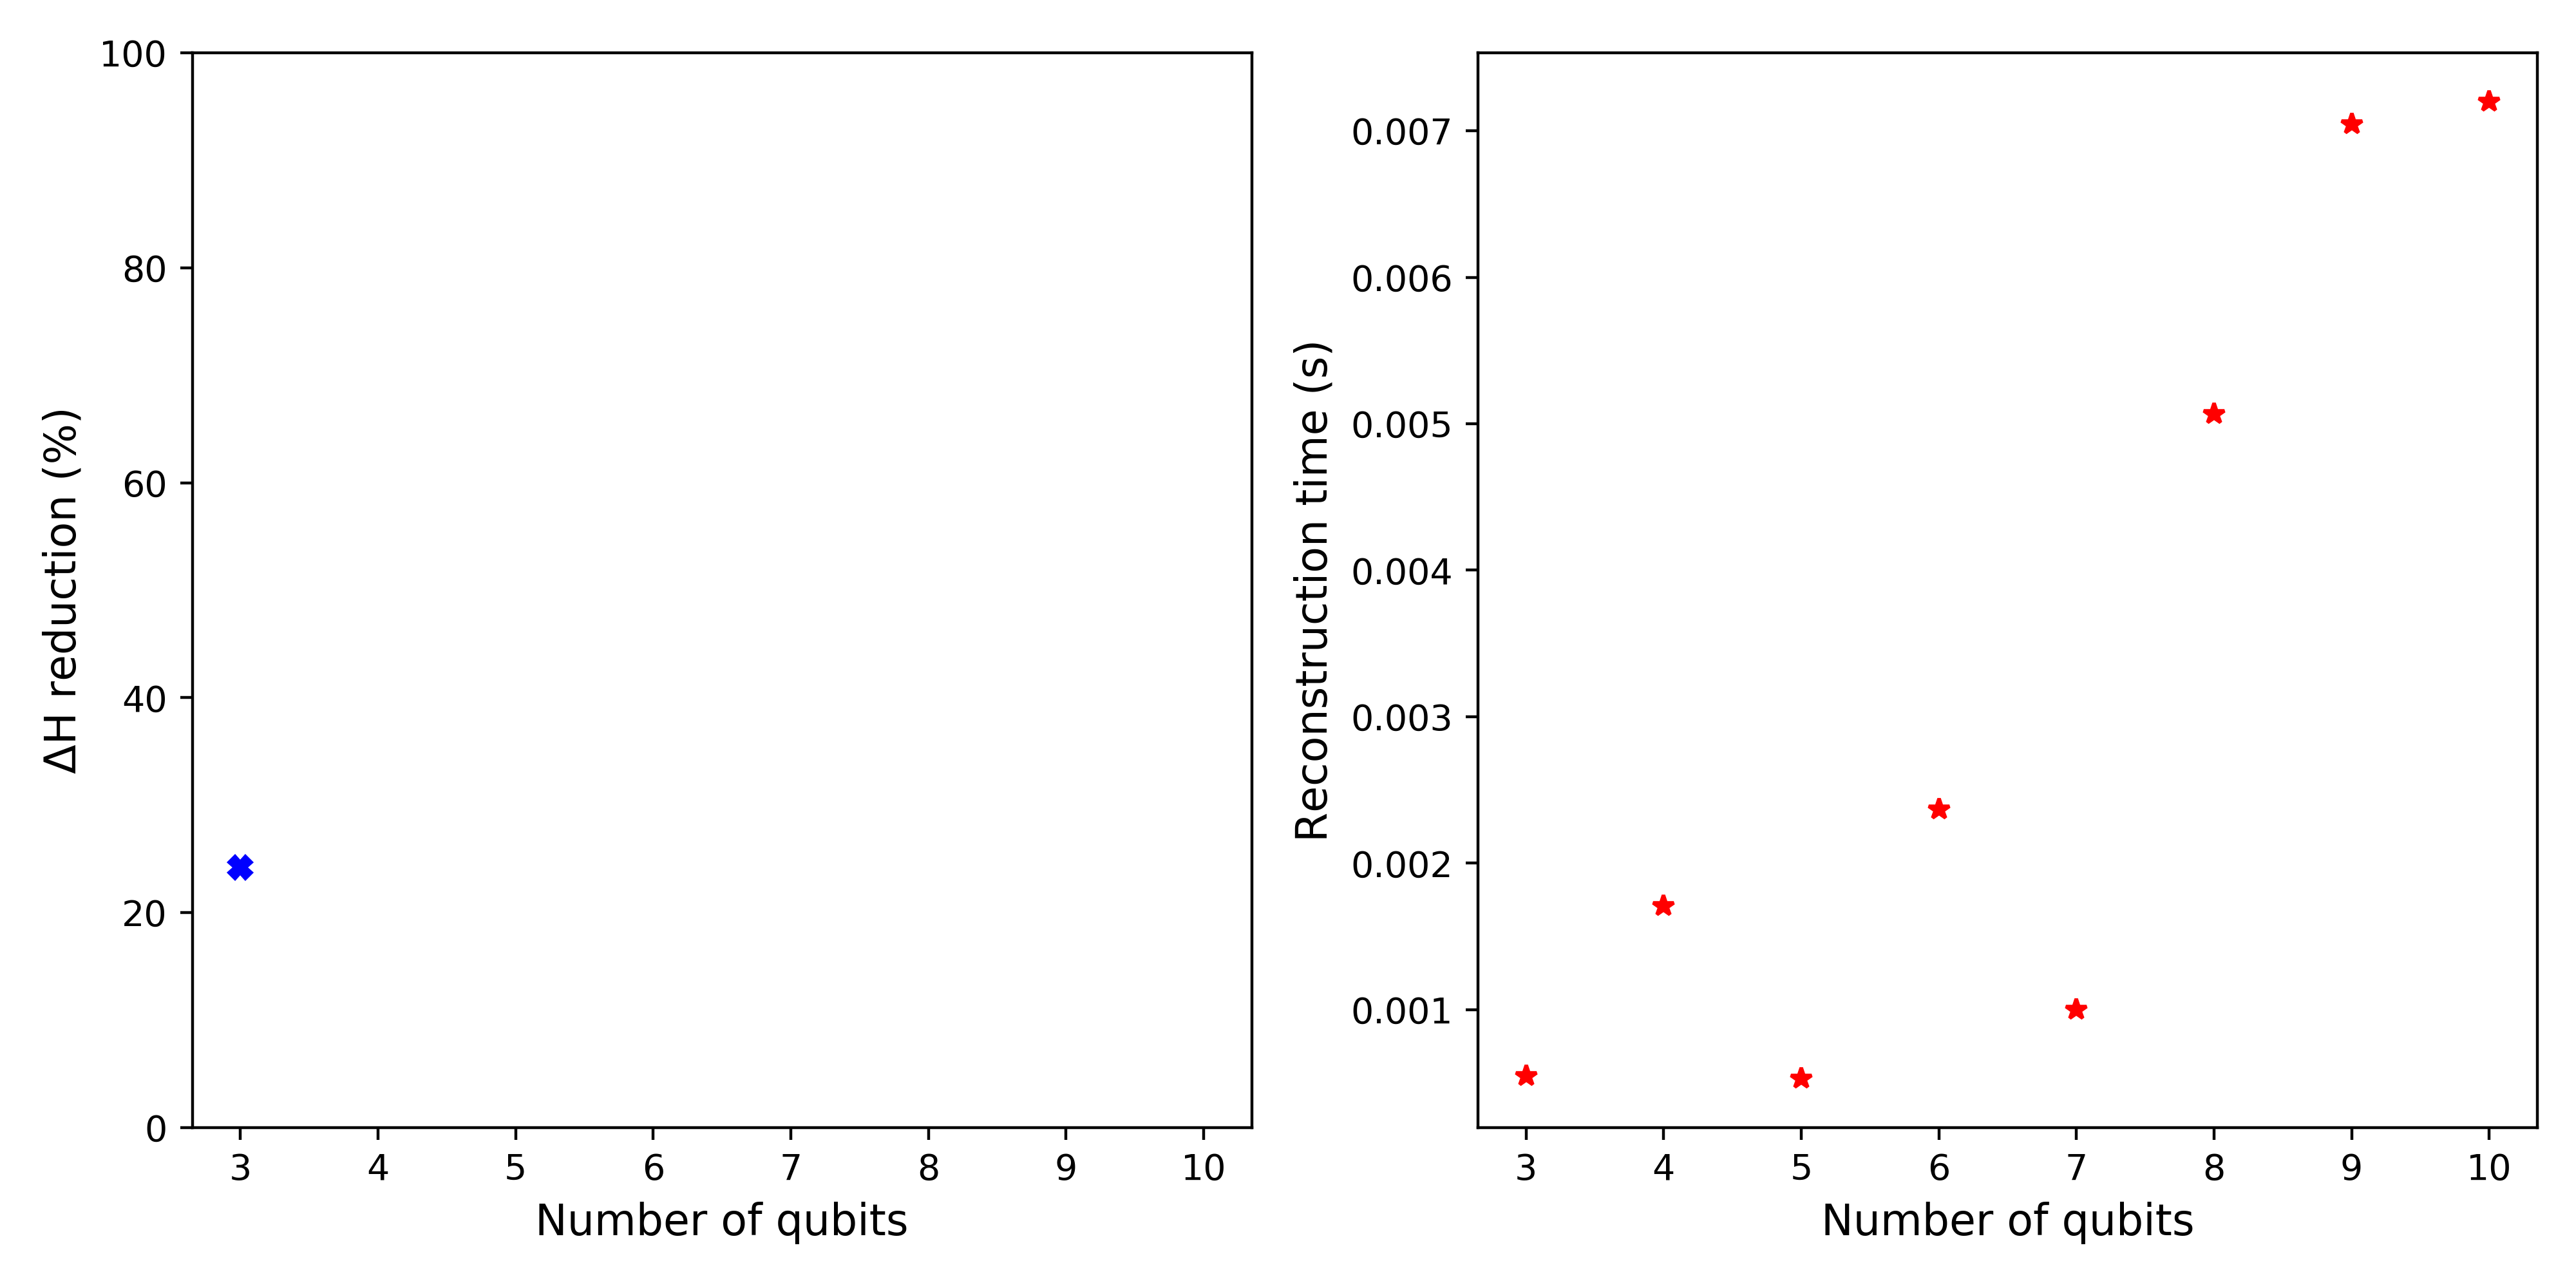 ΔH reduction (%)
100
80
60
40
20
0
3 4 5 6 7 8 9 10
Number of qubits
Reconstruction time (s)
0.007
0.006
0.005
0.004
0.003
0.002
0.001
3 4 5 6 7 8 9 10
Number of qubits